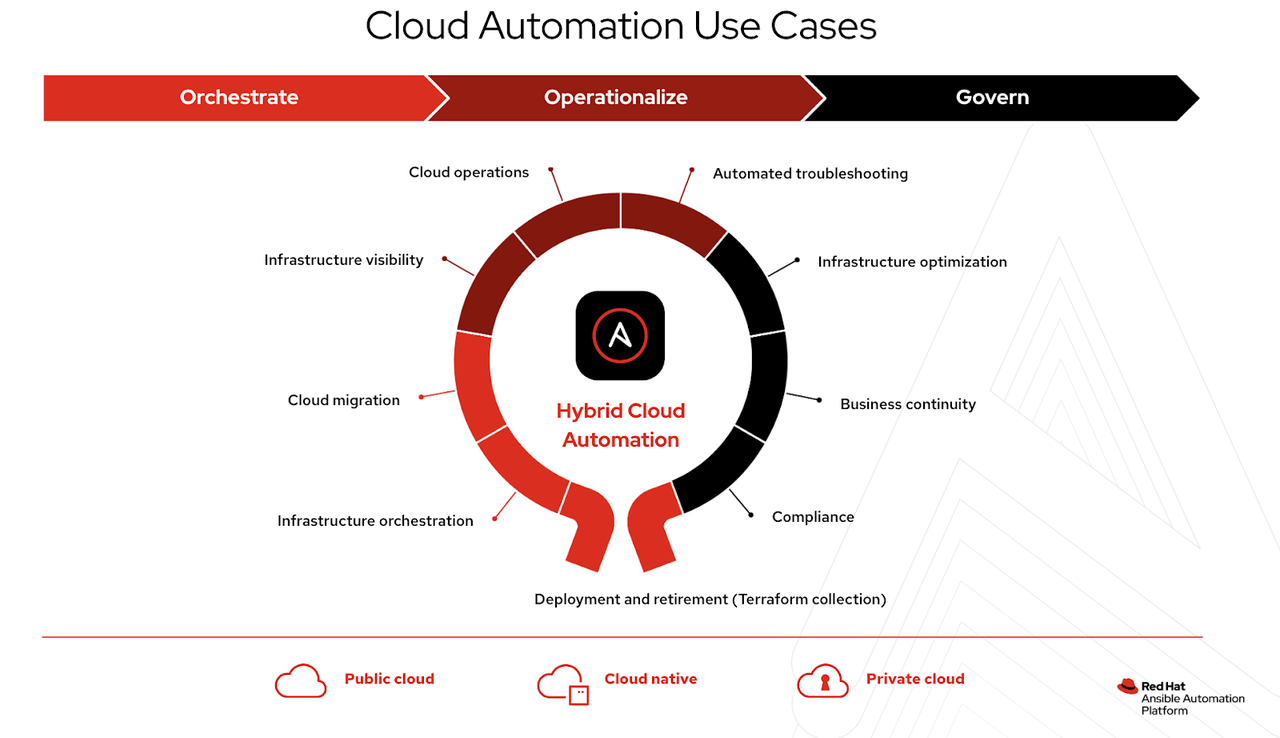 Cloud Automation Use Cases
Orchestrate
Operationalize
Govern
Cloud operations
Automated troubleshooting
Infrastructure visibility
Infrastructure optimization
Cloud migration
Business continuity
Infrastructure orchestration
Compliance
Hybrid Cloud
Automation
Deployment and retirement (Terraform collection)
Public cloud
Cloud native
Private cloud
Red Hat
Ansible Automation
Platform